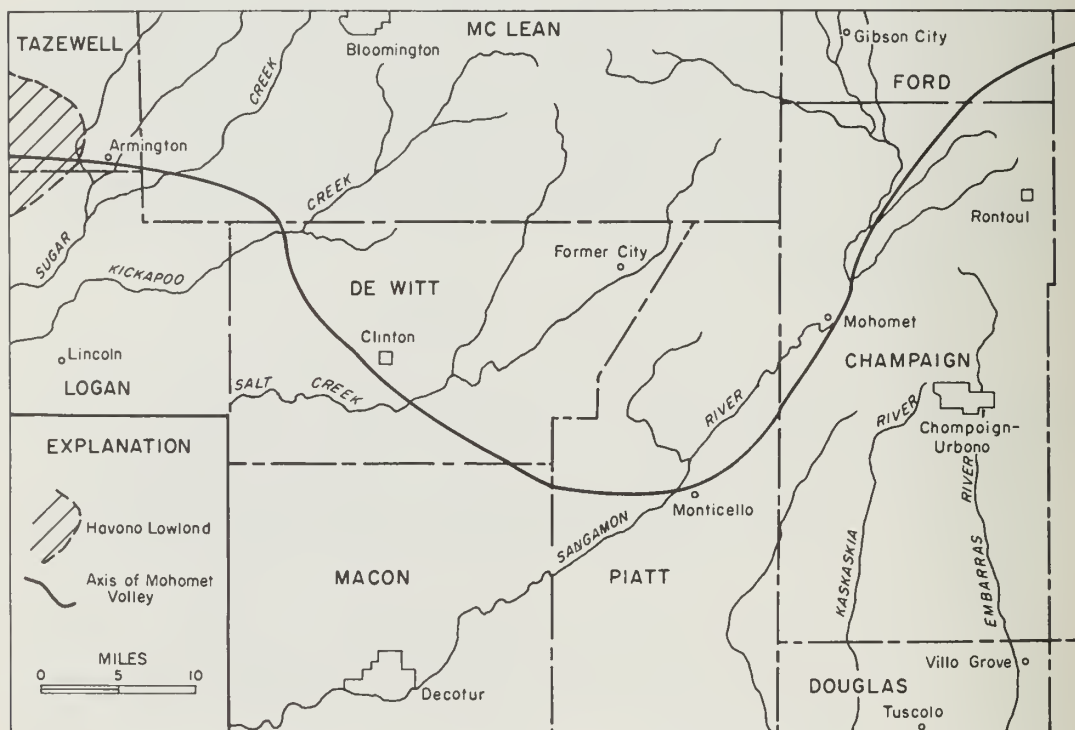 TAZEWELL
MC LEAN
Bloomington
Gibson City
FORD
CREEK
Armington
CREEK
Rontoul
SUGAR
KICKAPOO
Former City
DE WITT
Clinton
Mohomet
Lincoln
LOGAN
CHAMPAIGN
SALT CREEK
RIVER
RIVER
Chompoign-
Urbono
EXPLANATION
Havono Lowlond
Axis of Mohomet
Volley
MILES
0 5 10
SANGAMON
Monticello
MACON
PIATT
KASKASKIA
RIVER
EMBARRAS
Decotur
Villo Grove
DOUGLAS
Tuscolo